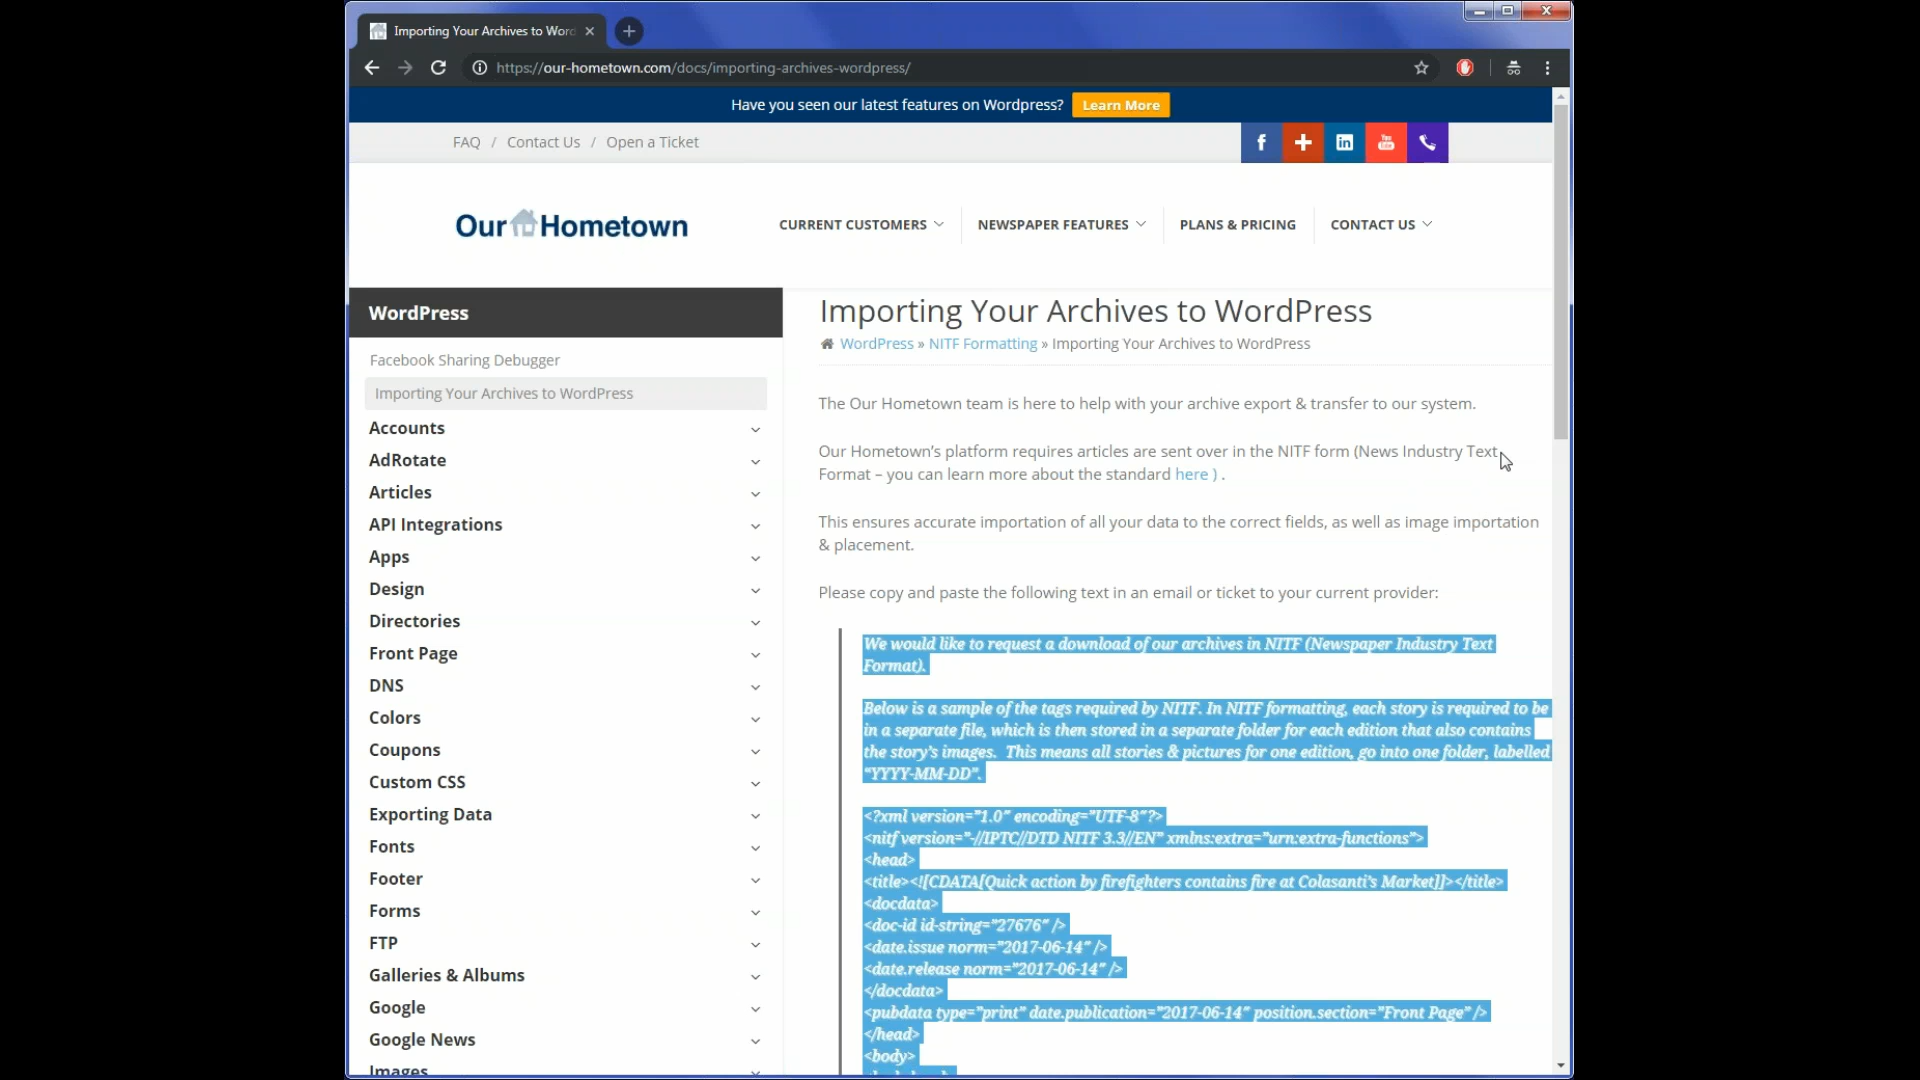 Importing Your Archives to Wor
https://our-hometown.com/docs/importing-archives-wordpress/
Have you seen our latest features on Wordpress? Learn More
FAQ / Contact Us / Open a Ticket
Our Hometown
CURRENT CUSTOMERS NEWSPAPER FEATURES PLANS & PRICING CONTACT US
WordPress
Facebook Sharing Debugger
Importing Your Archives to WordPress
Accounts
AdRotate
Articles
API Integrations
Apps
Design
Directories
Front Page
DNS
Colors
Coupons
Custom CSS
Exporting Data
Fonts
Footer
Forms
FTP
Galleries & Albums
Google
Google News
Images
Importing Your Archives to WordPress
WordPress » NITF Formatting » Importing Your Archives to WordPress
The Our Hometown team is here to help with your archive export & transfer to our system.
Our Hometown’s platform requires articles are sent over in the NITF form (News Industry Text
Format – you can learn more about the standard here ) .
This ensures accurate importation of all your data to the correct fields, as well as image importation
& placement.
Please copy and paste the following text in an email or ticket to your current provider:
We would like to request a download of our archives in NITF (Newspaper Industry Text
Format).
Below is a sample of the tags required by NITF. In NITF formatting, each story is required to be
in a separate file, which is then stored in a separate folder for each edition that also contains
the story’s images. This means all stories & pictures for one edition, go into one folder, labelled
“YYYY-MM-DD”.
<?xml version=”1.0″ encoding=”UTF-8″?>
<nitf version=”-//IPTC//DTD NITF 3.3//EN” xmlns:extra=”urn:extra-functions”>
<head>
<title><![CDATA[Quick action by firefighters contains fire at Colasanti’s Market]]></title>
<docdata>
<doc-id id-string=”27676″ />
<date.issue norm=”2017-06-14″ />
<date.release norm=”2017-06-14″ />
</docdata>
<pubdata type=”print” date.publication=”2017-06-14″ position.section=”Front Page” />
</head>
<body>